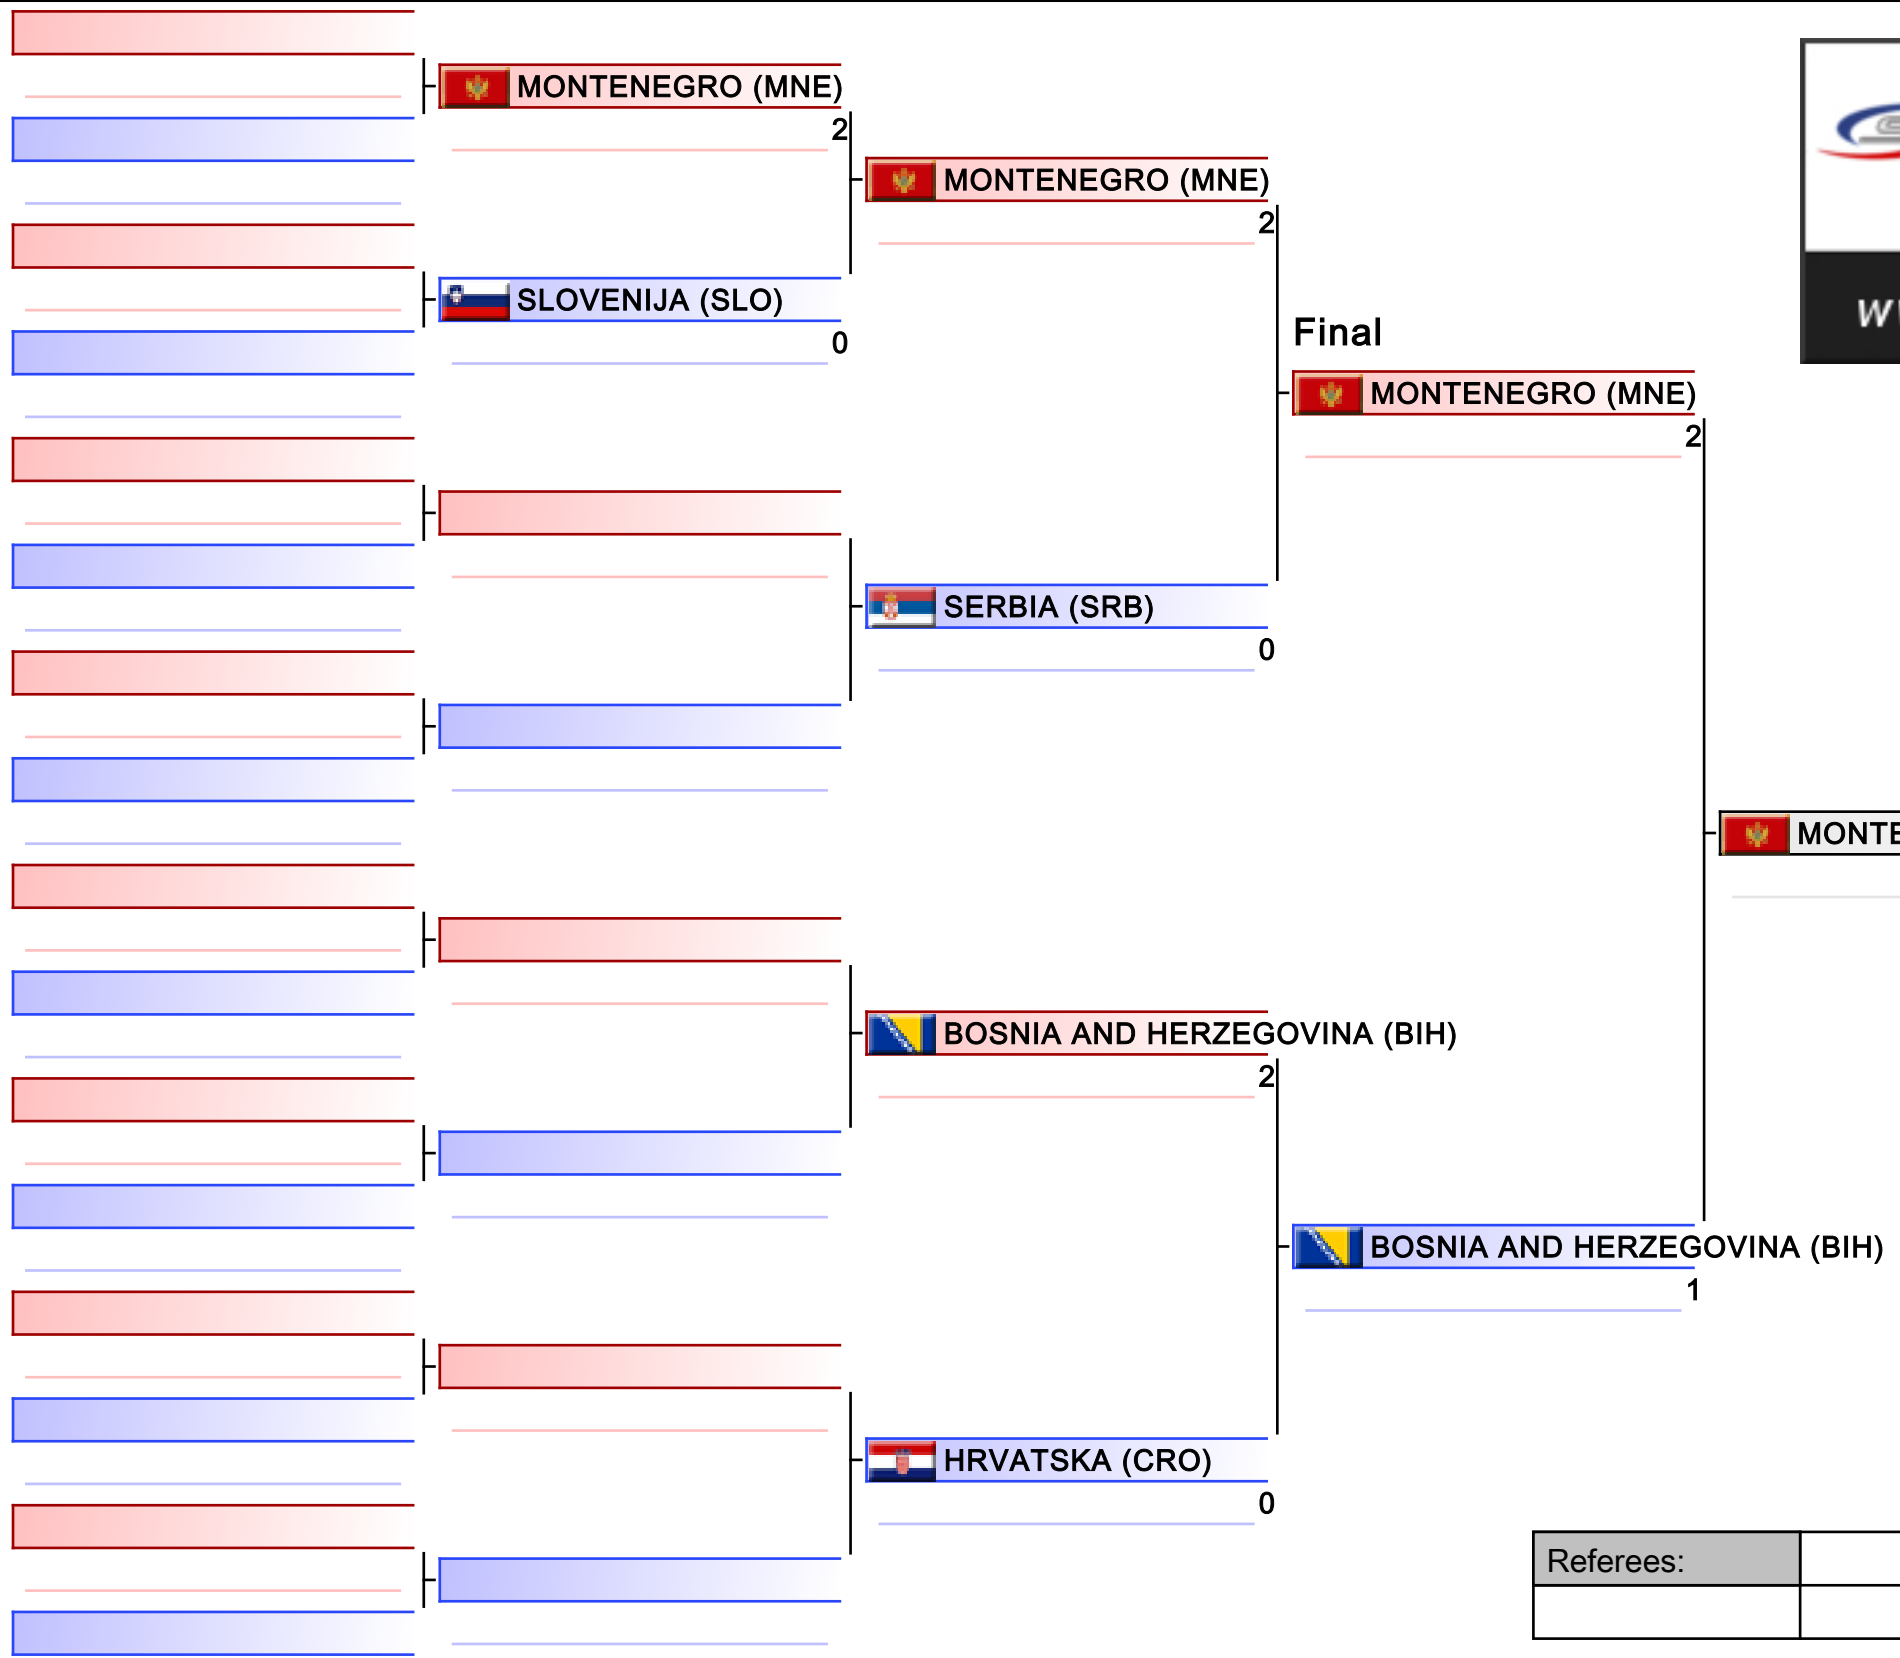 MONTENEGRO (MNE)
2
MONTENEGRO (MNE)
2
SLOVENIJA (SLO)
0
Final
MONTENEGRO (MNE)
2
SERBIA (SRB)
0
MONTE
BOSNIA AND HERZEGOVINA (BIH)
2
BOSNIA AND HERZEGOVINA (BIH)
1
HRVATSKA (CRO)
0
Referees: